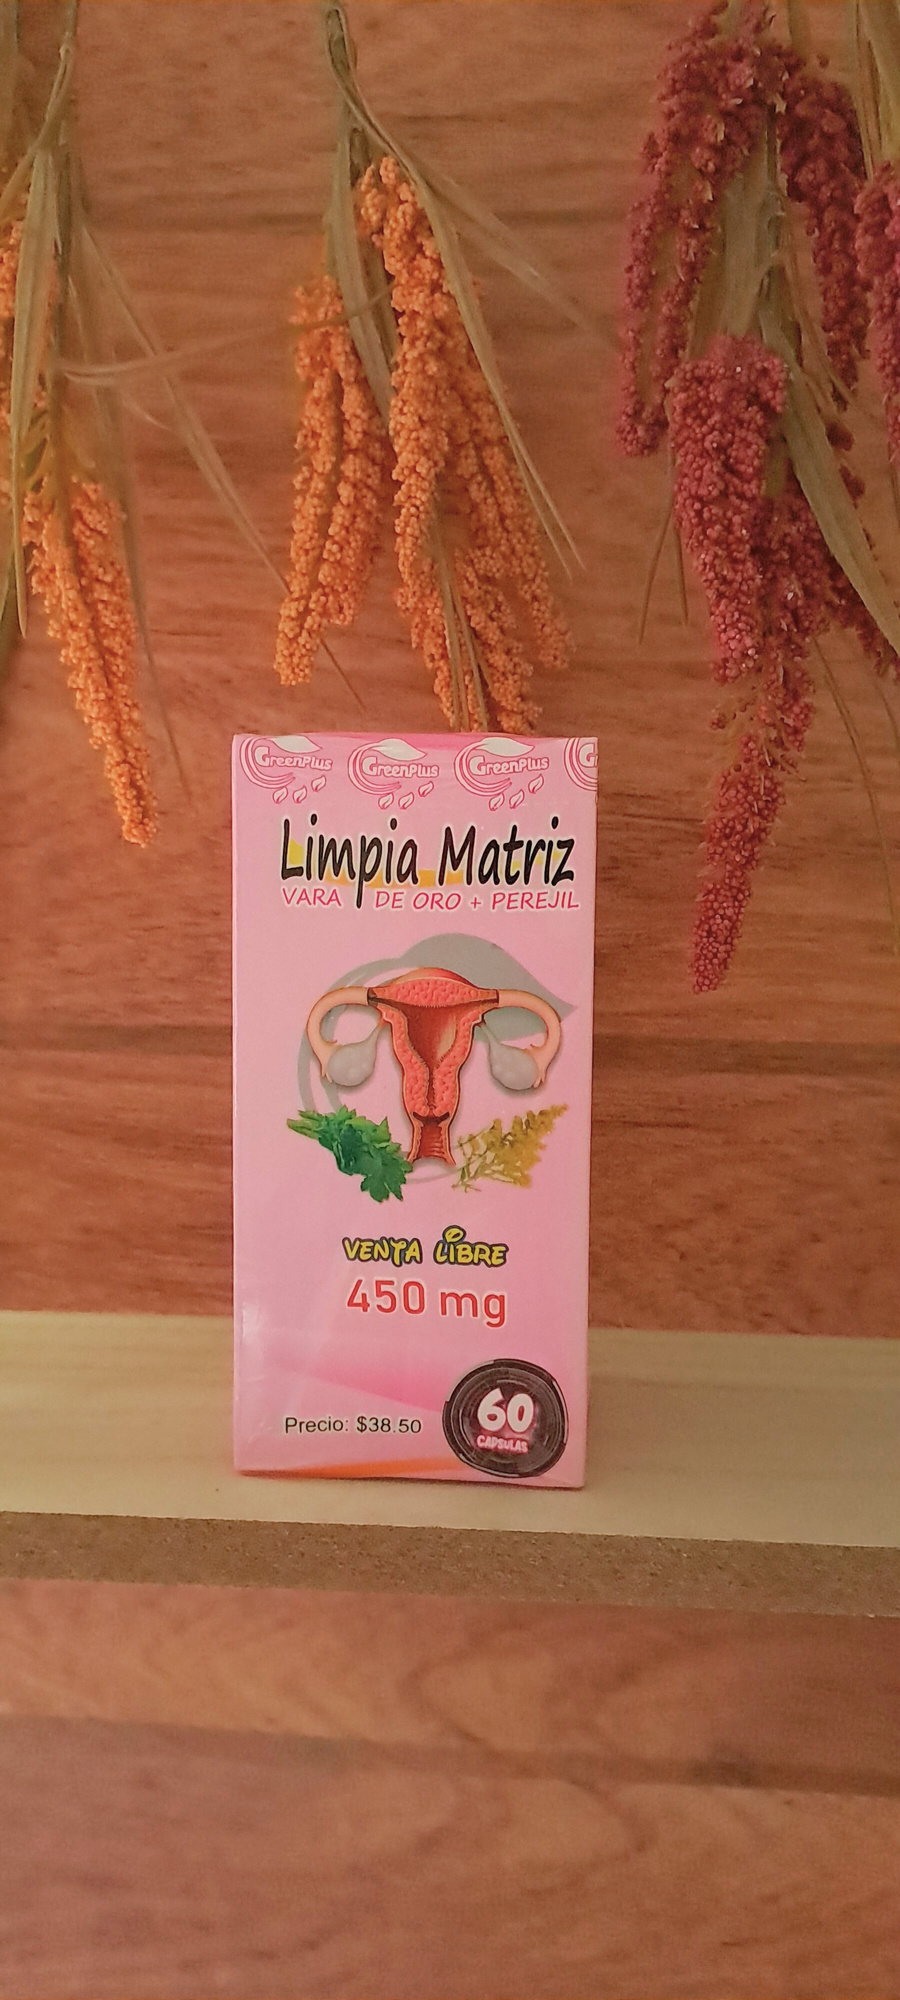 GreenPlus GreenPlus GreenPlus G
Limpia Matriz
VARA DE ORO + PEREJIL
VENTA LIBRE
450 mg
60
CAPSULAS
Precio: $38.50